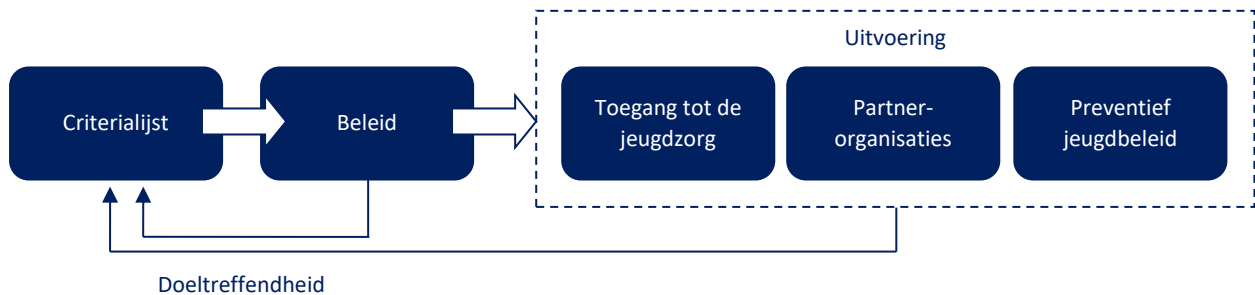 Uitvoering
Criterialijst
Beleid
Toegang tot de
jeugdzorg
Partner-
organisaties
Preventief
jeugdbeleid
Doeltreffendheid